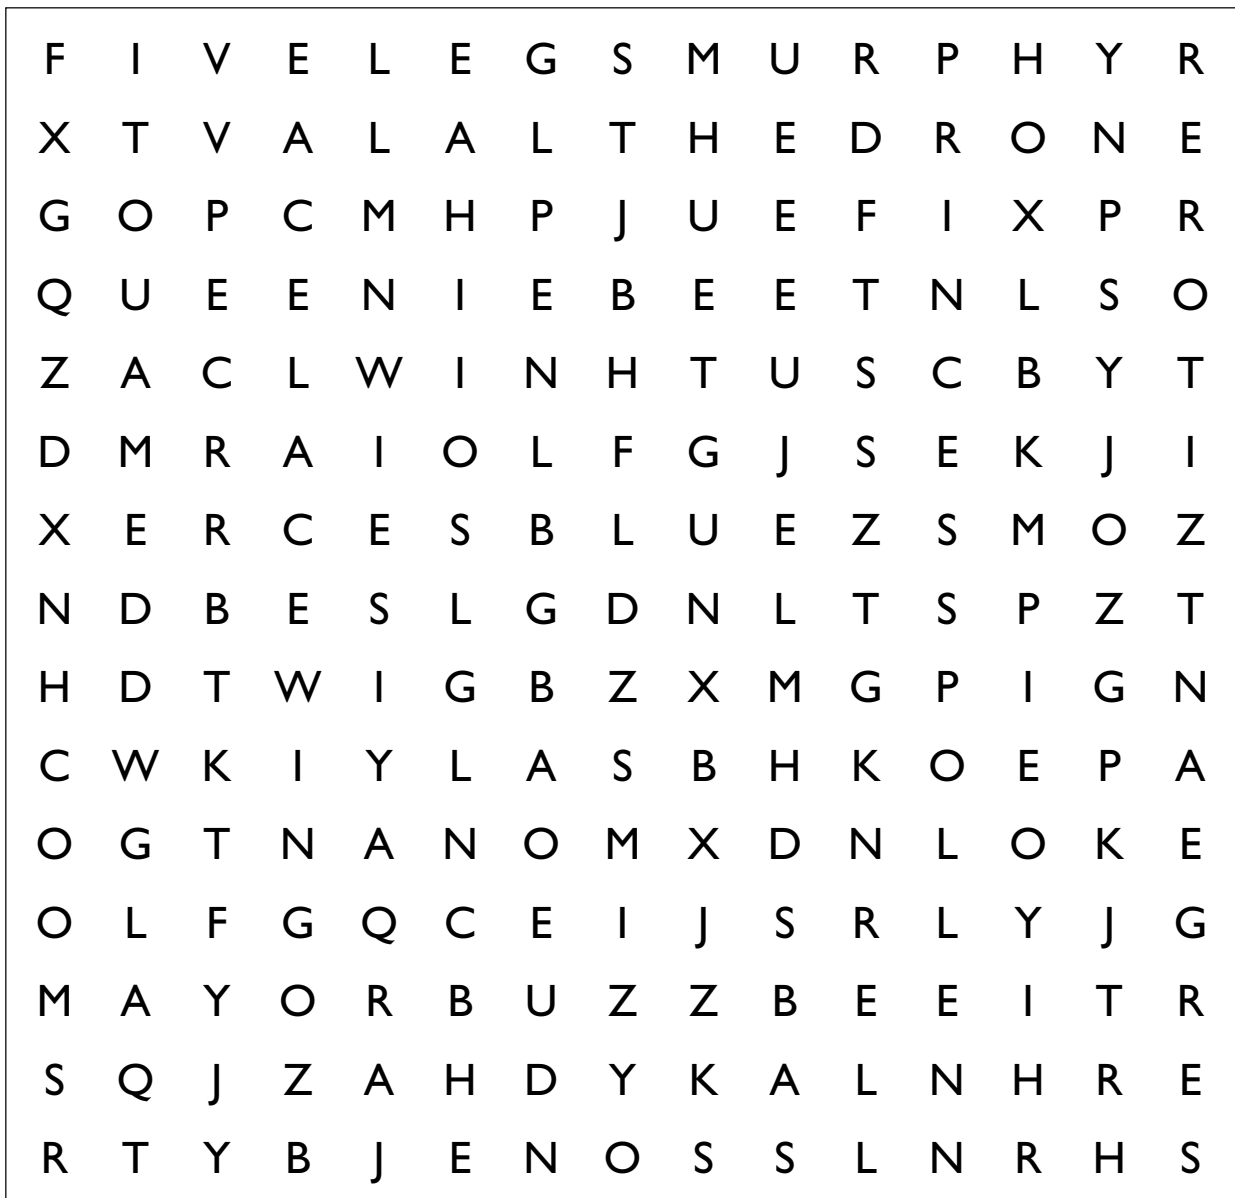 F I V E L E G S M U R P H Y R
X T V A L A L T H E D R O N E
G O P C M H P J U E F I X P R
Q U E E N I E B E E T N L S O
Z A C L W I N H T U S C B Y T
D M R A I O L F G J S E K J I
X E R C E S B L U E Z S M O Z
N D B E S L G D N L T S P Z T
H D T W I G B Z X M G P I G N
C W K I Y L A S B H K O E P A
O G T N A N O M X D N L O K E
O L F G Q C E I J S R L Y J G
M A Y O R B U Z Z B E E I T R
S Q J Z A H D Y K A L N H R E
R T Y B J E N O S S L N R H S